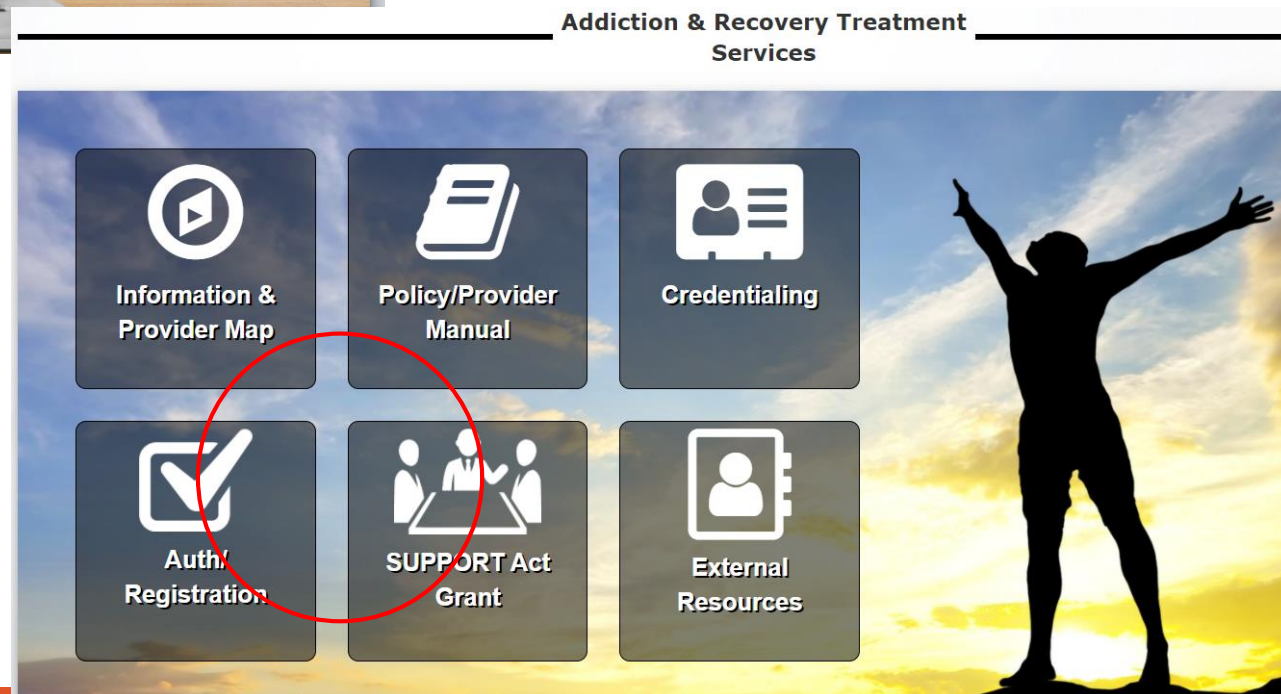 Addiction & Recovery Treatment
Services
Information &
Provider Map
Policy/Provider
Manual
Credentialing
Auth/
Registration
SUPPORT Act
Grant
External
Resources